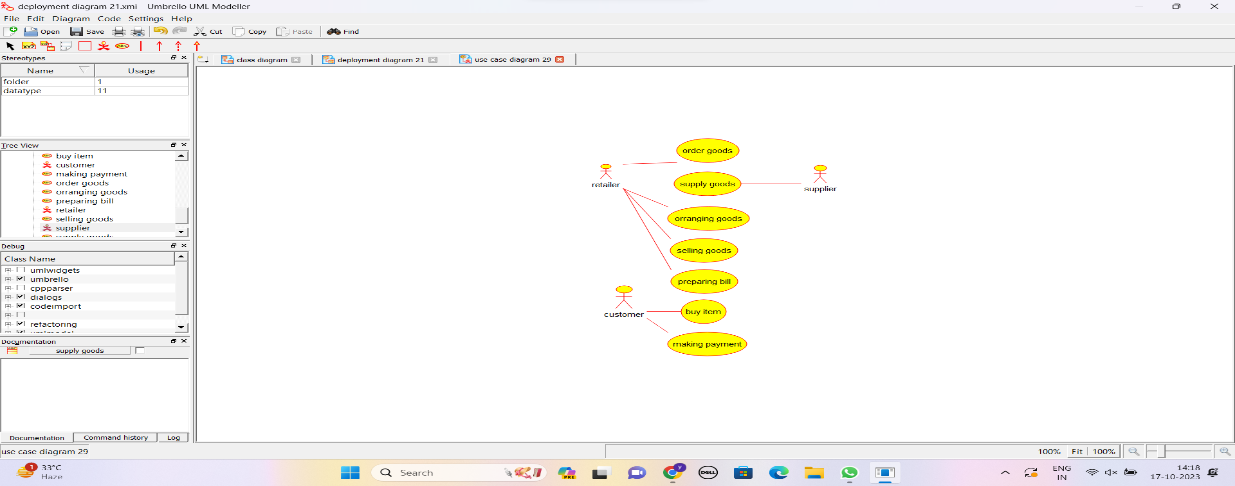 deployment diagram 21.xmi - Umbrello UML Modeller
File Edit Diagram Code Settings Help
Open Save Cut Copy Paste Find
Stereotypes
class diagram deployment diagram 21 use case diagram 29
Name Usage
folder 1
datatype 11
Tree View
buy item
customer
making payment
order goods
orranging goods
preparing bill
retailer
selling goods
supplier
Debug
Class Name
umlwidgets
umbrello
cppparser
dialogs
codeimport
refactoring
Documentation
supply goods
Documentation Command history Log
order goods
retailer
supply goods
supplier
orranging goods
selling goods
preparing bill
customer
buy item
making payment
use case diagram 29
100% Fit 100%
1
33°C
Haze
Search
PRE
DELL
ENG
IN
14:18
17-10-2023